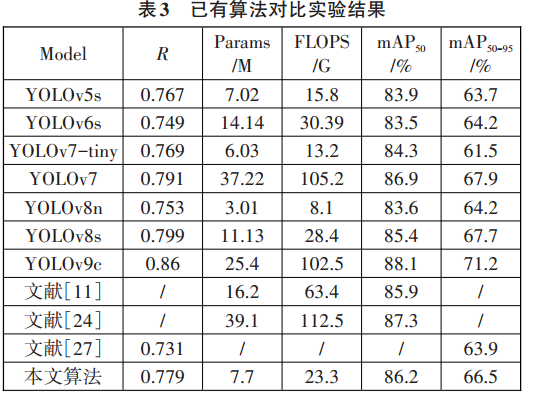 表3 已有算法对比实验结果
Model R Params/M FLOPS/G mAP50/% mAP50-95/%
YOLOv5s 0.767 7.02 15.8 83.9 63.7
YOLOv6s 0.749 14.14 30.39 83.5 64.2
YOLOv7-tiny 0.769 6.03 13.2 84.3 61.5
YOLOv7 0.791 37.22 105.2 86.9 67.9
YOLOv8n 0.753 3.01 8.1 83.6 64.2
YOLOv8s 0.799 11.13 28.4 85.4 67.7
YOLOv9c 0.86 25.4 102.5 88.1 71.2
文献[11] / 16.2 63.4 85.9 /
文献[24] / 39.1 112.5 87.3 /
文献[27] 0.731 / / / 63.9
本文算法 0.779 7.7 23.3 86.2 66.5